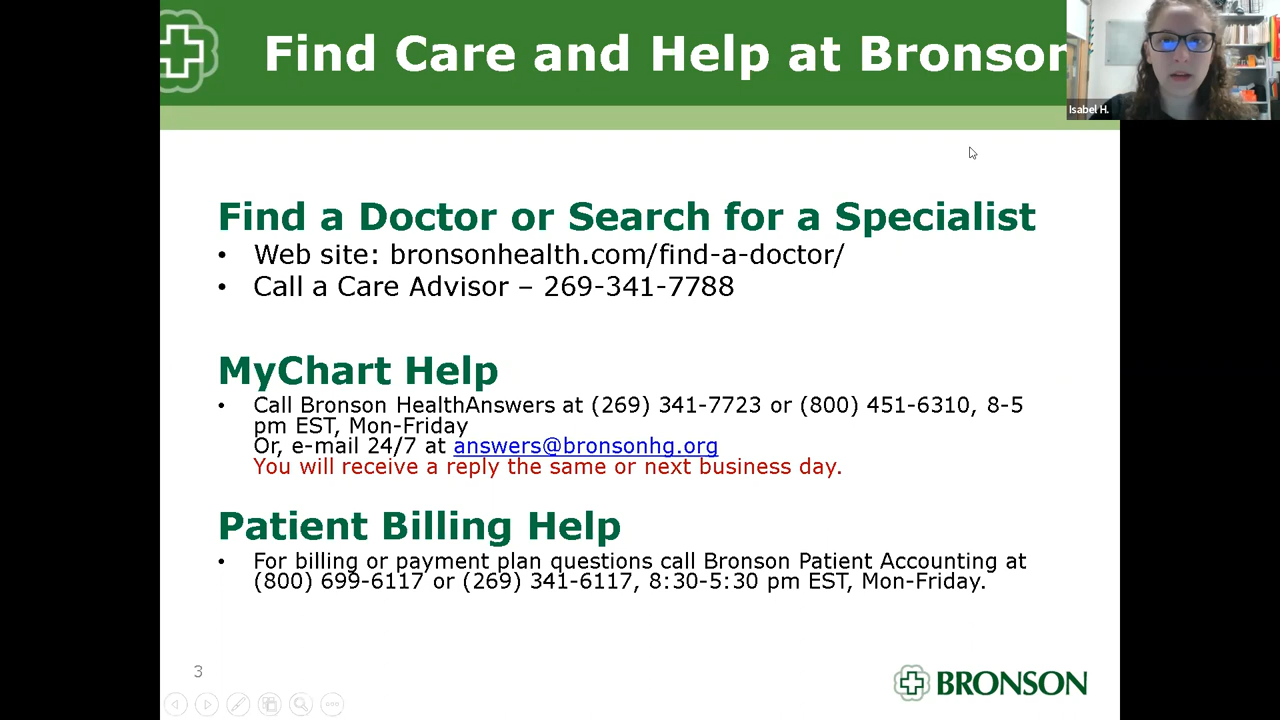 Find Care and Help at Bronson
Isabel H.
Find a Doctor or Search for a Specialist
• Web site: bronsonhealth.com/find-a-doctor/
• Call a Care Advisor – 269-341-7788
MyChart Help
• Call Bronson HealthAnswers at (269) 341-7723 or (800) 451-6310, 8-5
pm EST, Mon-Friday
Or, e-mail 24/7 at answers@bronsonhg.org
You will receive a reply the same or next business day.
Patient Billing Help
• For billing or payment plan questions call Bronson Patient Accounting at
(800) 699-6117 or (269) 341-6117, 8:30-5:30 pm EST, Mon-Friday.
3
BRONSON